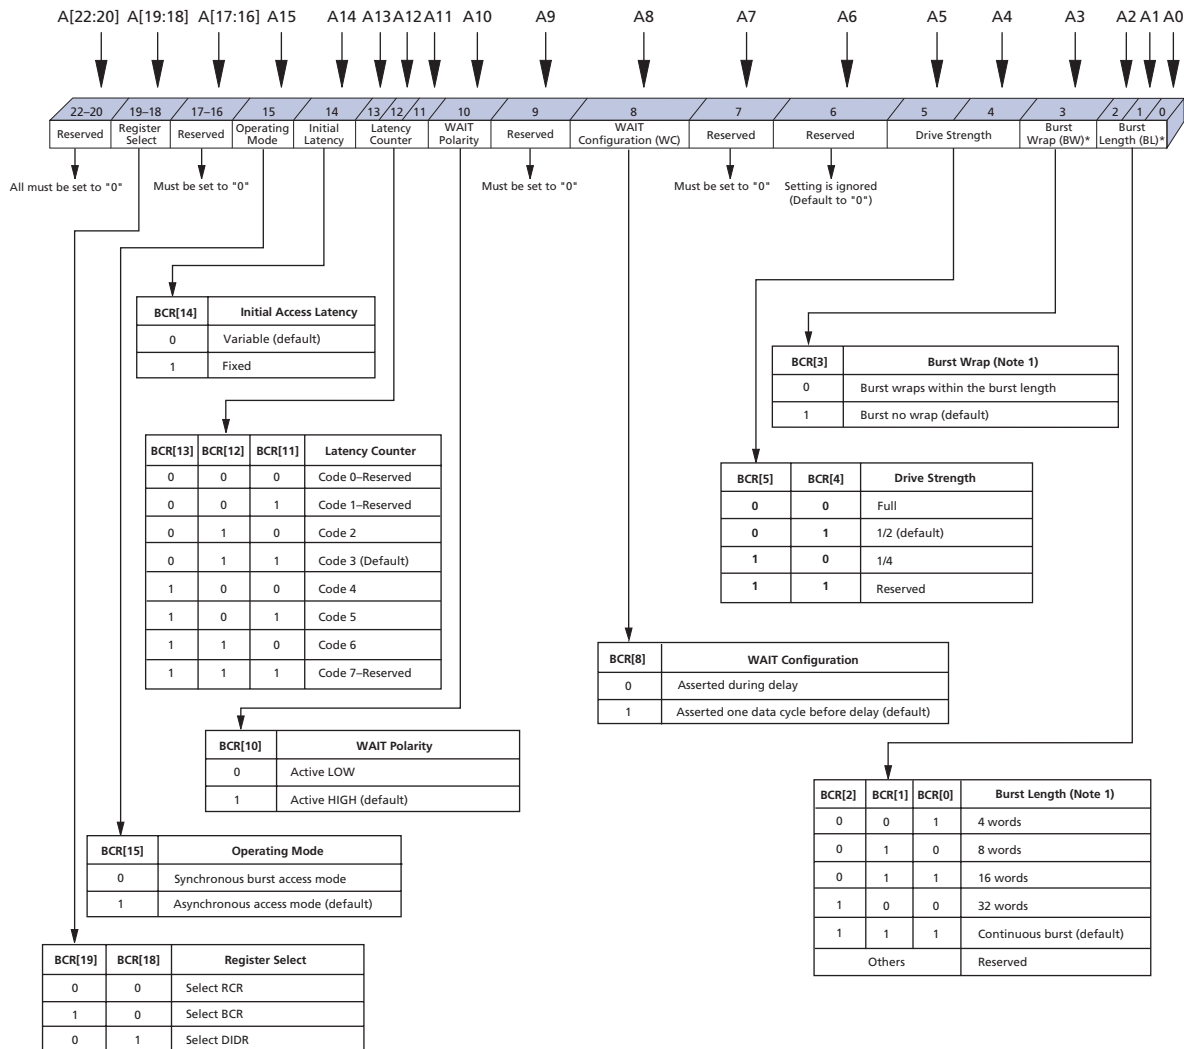 A[22:20] A[19:18] A[17:16] A15 A14 A13 A12 A11 A10 A9 A8 A7 A6 A5 A4 A3 A2 A1 A0
22–20 19–18 17–16 15 14 13 12 11 10 9 8 7 6 5 4 3 2 1 0
Reserved Register Select Reserved Operating Mode Initial Latency Latency Counter WAIT Polarity Reserved WAIT Configuration (WC) Reserved Reserved Drive Strength Burst Wrap (BW)* Burst Length (BL)*
All must be set to "0" Must be set to "0" Must be set to "0" Must be set to "0" Setting is ignored
(Default to "0")
BCR[14] Initial Access Latency
0 Variable (default)
1 Fixed
BCR[3] Burst Wrap (Note 1)
0 Burst wraps within the burst length
1 Burst no wrap (default)
BCR[13] BCR[12] BCR[11] Latency Counter
0 0 0 Code 0–Reserved
0 0 1 Code 1–Reserved
0 1 0 Code 2
0 1 1 Code 3 (Default)
1 0 0 Code 4
1 0 1 Code 5
1 1 0 Code 6
1 1 1 Code 7–Reserved
BCR[5] BCR[4] Drive Strength
0 0 Full
0 1 1/2 (default)
1 0 1/4
1 1 Reserved
BCR[8] WAIT Configuration
0 Asserted during delay
1 Asserted one data cycle before delay (default)
BCR[10] WAIT Polarity
0 Active LOW
1 Active HIGH (default)
BCR[2] BCR[1] BCR[0] Burst Length (Note 1)
0 0 1 4 words
0 1 0 8 words
0 1 1 16 words
1 0 0 32 words
1 1 1 Continuous burst (default)
Others Reserved
BCR[15] Operating Mode
0 Synchronous burst access mode
1 Asynchronous access mode (default)
BCR[19] BCR[18] Register Select
0 0 Select RCR
1 0 Select BCR
0 1 Select DIDR